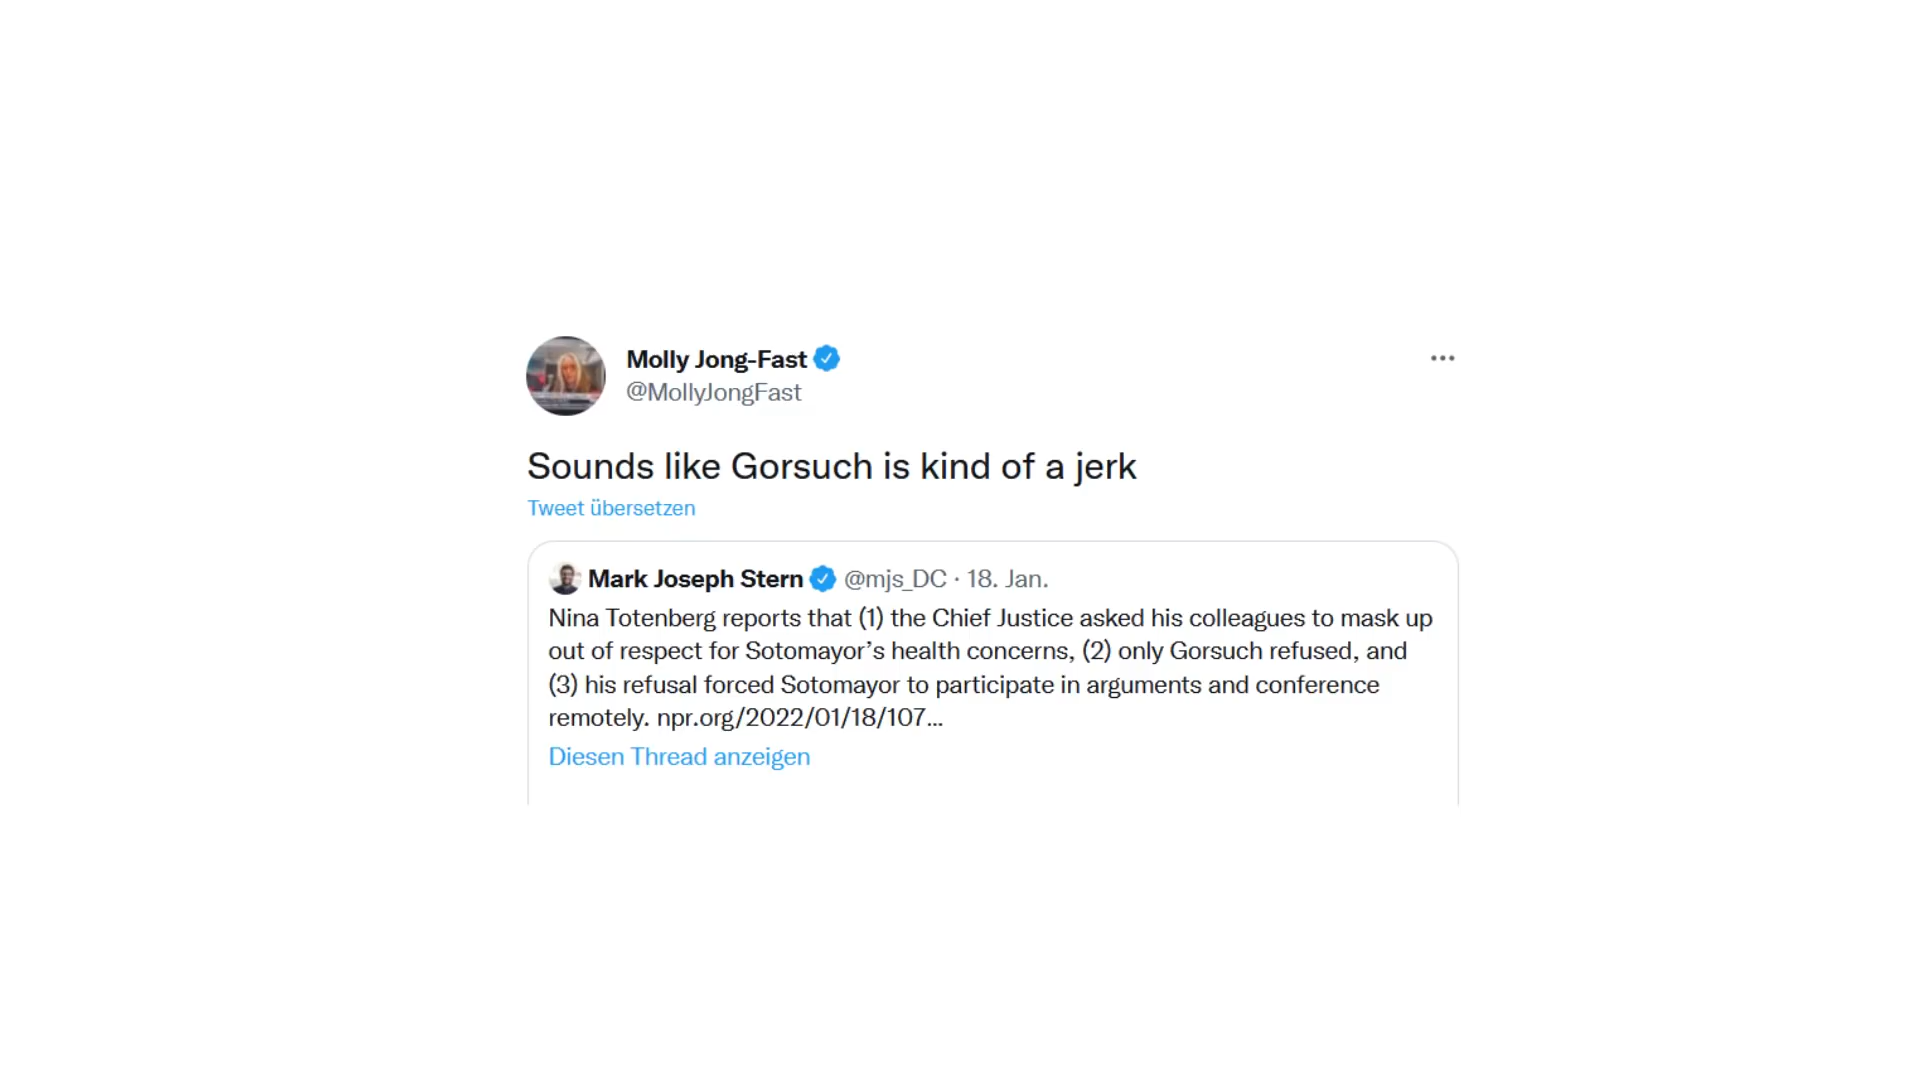 Molly Jong-Fast
@MollyJongFast
Sounds like Gorsuch is kind of a jerk
Tweet übersetzen
Mark Joseph Stern @mjs_DC · 18. Jan.
Nina Totenberg reports that (1) the Chief Justice asked his colleagues to mask up
out of respect for Sotomayor’s health concerns, (2) only Gorsuch refused, and
(3) his refusal forced Sotomayor to participate in arguments and conference
remotely. npr.org/2022/01/18/107...
Diesen Thread anzeigen